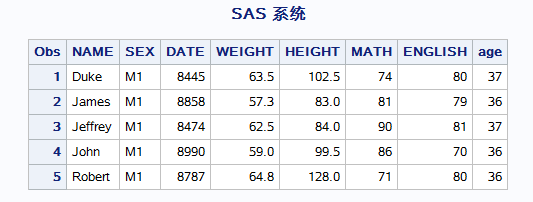 SAS 系统
Obs NAME SEX DATE WEIGHT HEIGHT MATH ENGLISH age
1 Duke M1 8445 63.5 102.5 74 80 37
2 James M1 8858 57.3 83.0 81 79 36
3 Jeffrey M1 8474 62.5 84.0 90 81 37
4 John M1 8990 59.0 99.5 86 70 36
5 Robert M1 8787 64.8 128.0 71 80 36